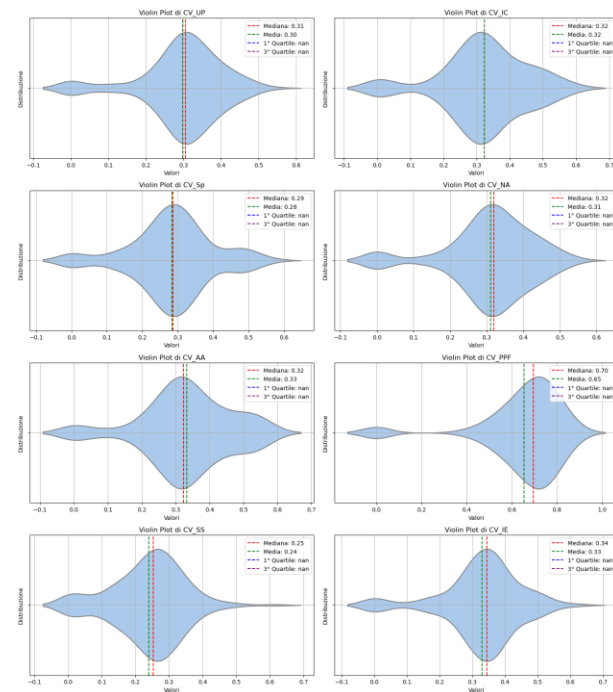 Violin Plot di CV_UP
Distribuzione
Mediana: 0.31
Media: 0.30
1° Quartile: nan
3° Quartile: nan
−0.1 0.0 0.1 0.2 0.3 0.4 0.5 0.6
Valori
Violin Plot di CV_IC
Distribuzione
Mediana: 0.32
Media: 0.32
1° Quartile: nan
3° Quartile: nan
−0.1 0.0 0.1 0.2 0.3 0.4 0.5 0.6 0.7
Valori
Violin Plot di CV_Sp
Distribuzione
Mediana: 0.29
Media: 0.28
1° Quartile: nan
3° Quartile: nan
−0.1 0.0 0.1 0.2 0.3 0.4 0.5 0.6
Valori
Violin Plot di CV_NA
Distribuzione
Mediana: 0.32
Media: 0.31
1° Quartile: nan
3° Quartile: nan
−0.1 0.0 0.1 0.2 0.3 0.4 0.5 0.6
Valori
Violin Plot di CV_AA
Distribuzione
Mediana: 0.32
Media: 0.33
1° Quartile: nan
3° Quartile: nan
−0.1 0.0 0.1 0.2 0.3 0.4 0.5 0.6 0.7
Valori
Violin Plot di CV_PPF
Distribuzione
Mediana: 0.70
Media: 0.65
1° Quartile: nan
3° Quartile: nan
0.0 0.2 0.4 0.6 0.8 1.0
Valori
Violin Plot di CV_SS
Distribuzione
Mediana: 0.25
Media: 0.24
1° Quartile: nan
3° Quartile: nan
−0.1 0.0 0.1 0.2 0.3 0.4 0.5 0.6 0.7
Valori
Violin Plot di CV_IE
Distribuzione
Mediana: 0.34
Media: 0.33
1° Quartile: nan
3° Quartile: nan
−0.1 0.0 0.1 0.2 0.3 0.4 0.5 0.6 0.7
Valori